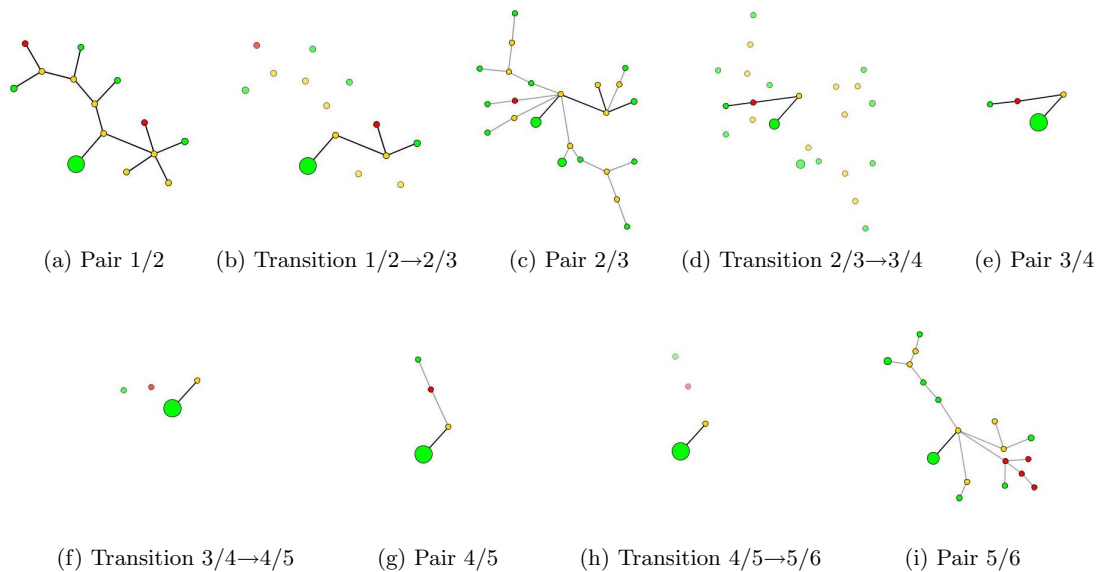 (a) Pair 1/2 (b) Transition 1/2→2/3 (c) Pair 2/3 (d) Transition 2/3→3/4 (e) Pair 3/4
(f) Transition 3/4→4/5 (g) Pair 4/5 (h) Transition 4/5→5/6 (i) Pair 5/6